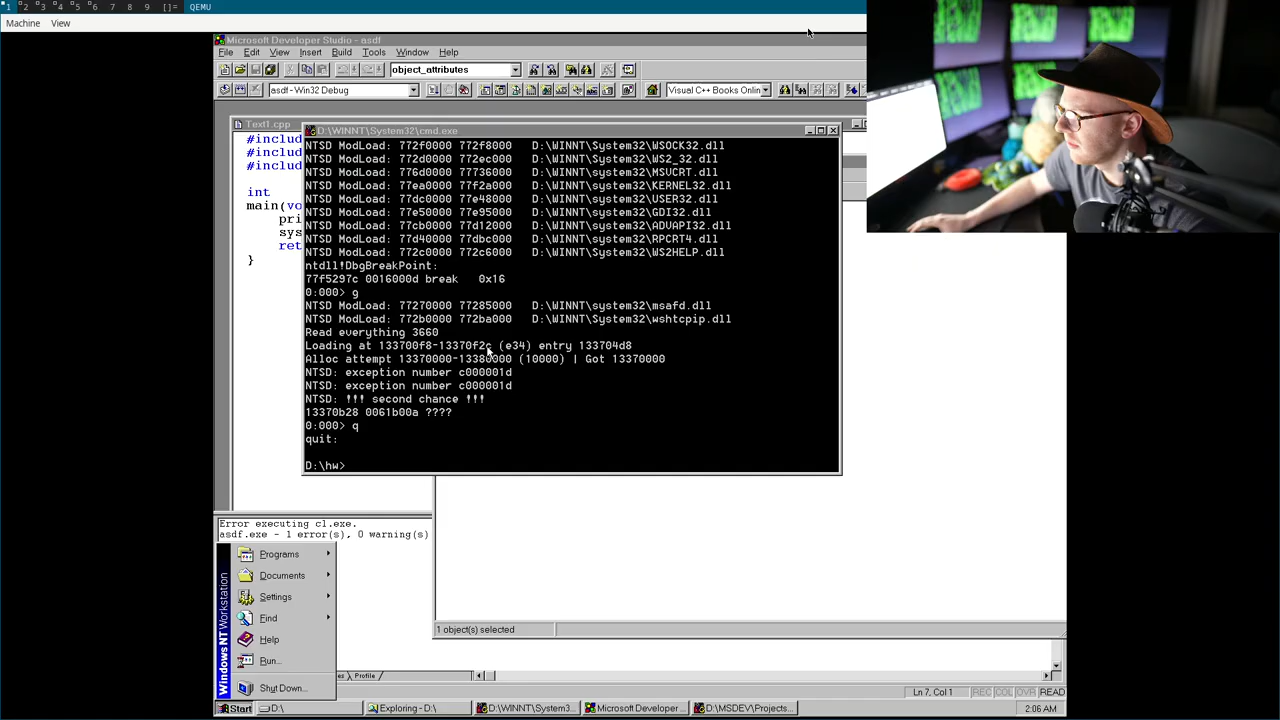 1 2 3 4 5 6 7 8 9 []= QEMU
Machine View
Microsoft Developer Studio - asdf
File Edit View Insert Build Tools Window Help
object_attributes
asdf - Win32 Debug
Visual C++ Books Onlin
Text1.cpp
#includ
#includ
#includ
int
main(vo
pri
sys
ret
}
D:\WINNT\System32\cmd.exe
NTSD ModLoad: 772f0000 772f8000 D:\WINNT\System32\WSOCK32.dll
NTSD ModLoad: 772d0000 772ec000 D:\WINNT\System32\WS2_32.dll
NTSD ModLoad: 776d0000 77736000 D:\WINNT\System32\MSVCRT.dll
NTSD ModLoad: 77ea0000 77f2a000 D:\WINNT\system32\KERNEL32.dll
NTSD ModLoad: 77dc0000 77e48000 D:\WINNT\system32\USER32.dll
NTSD ModLoad: 77e50000 77e95000 D:\WINNT\system32\GDI32.dll
NTSD ModLoad: 77cb0000 77d12000 D:\WINNT\system32\ADVAPI32.dll
NTSD ModLoad: 77d40000 77dbc000 D:\WINNT\system32\RPCRT4.dll
NTSD ModLoad: 772c0000 772c6000 D:\WINNT\System32\WS2HELP.dll
ntdll!DbgBreakPoint:
77f5297c 0016000d break 0x16
0:000> g
NTSD ModLoad: 77270000 77285000 D:\WINNT\system32\msafd.dll
NTSD ModLoad: 772b0000 772ba000 D:\WINNT\System32\wshtcpip.dll
Read everything 3660
Loading at 133700f8-13370f2c (e34) entry 133704d8
Alloc attempt 13370000-13380000 (10000) | Got 13370000
NTSD: exception number c000001d
NTSD: exception number c000001d
NTSD: !!! second chance !!!
13370b28 0061b00a ????
0:000> q
quit:
D:\hw>
Error executing cl.exe.
asdf.exe - 1 error(s), 0 warning(s)
Windows NT Workstation
Programs
Documents
Settings
Find
Help
Run...
Shut Down...
1 object(s) selected
Profile
Ln 7, Col 1 REC COL OVR READ
Start D:\ Exploring - D:\ D:\WINNT\System3... Microsoft Developer ... D:\MSDEV\Projects... 2:06 AM